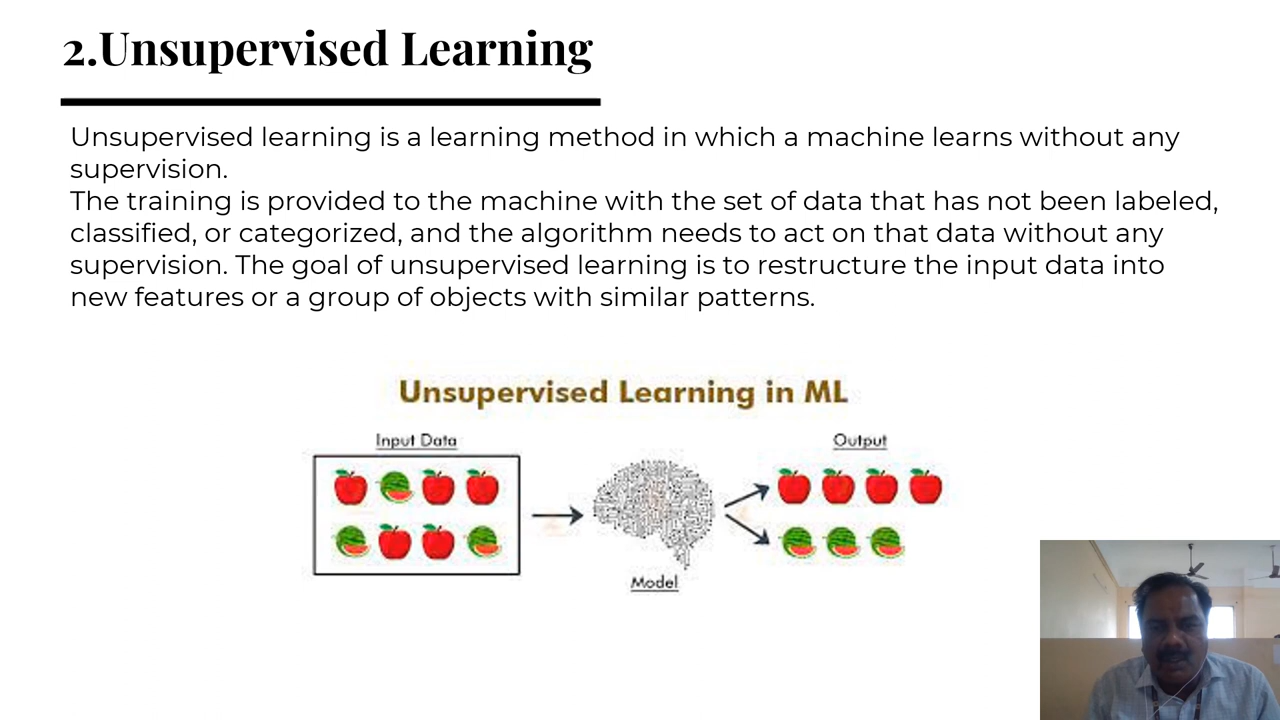 2.Unsupervised Learning
Unsupervised learning is a learning method in which a machine learns without any
supervision.
The training is provided to the machine with the set of data that has not been labeled,
classified, or categorized, and the algorithm needs to act on that data without any
supervision. The goal of unsupervised learning is to restructure the input data into
new features or a group of objects with similar patterns.
Unsupervised Learning in ML
Input Data
Output
Model